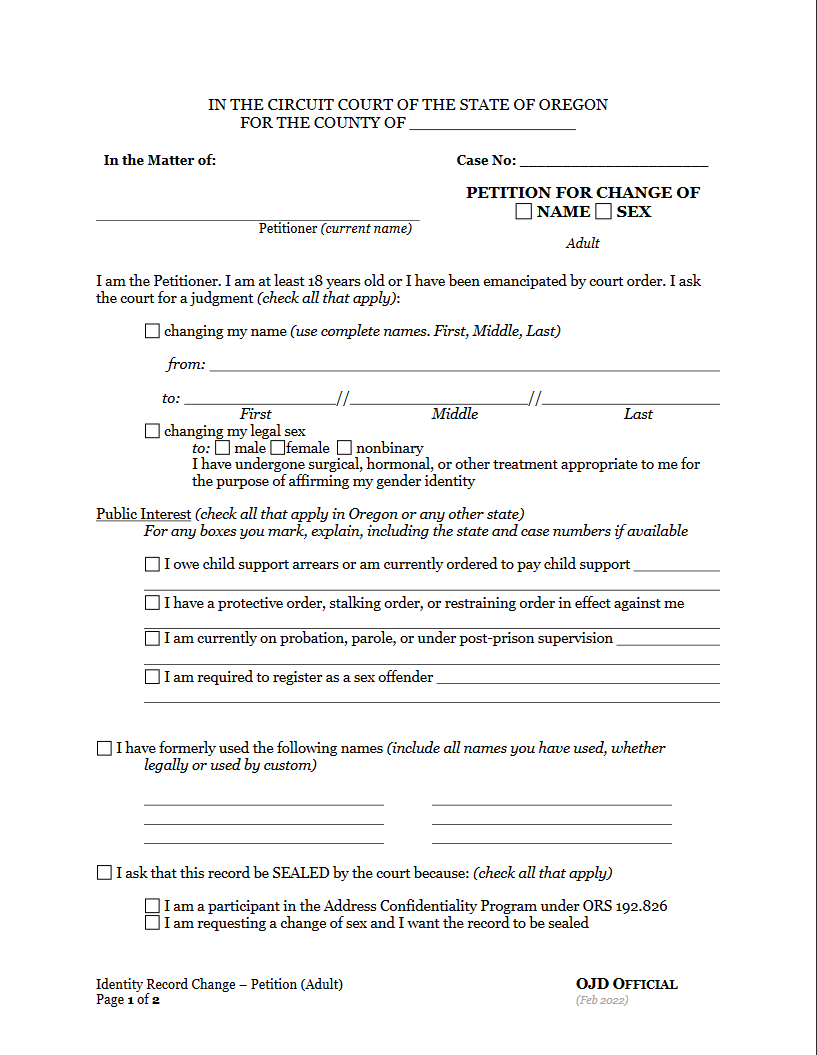 IN THE CIRCUIT COURT OF THE STATE OF OREGON
FOR THE COUNTY OF ____________________
In the Matter of:
Case No: ______________________
Petitioner (current name)
PETITION FOR CHANGE OF
☐ NAME ☐ SEX
Adult
I am the Petitioner. I am at least 18 years old or I have been emancipated by court order. I ask
the court for a judgment (check all that apply):
☐ changing my name (use complete names. First, Middle, Last)
from: ____________________
to: ____________________//____________________//____________________
First Middle Last
☐ changing my legal sex
to: ☐ male ☐female ☐ nonbinary
I have undergone surgical, hormonal, or other treatment appropriate to me for
the purpose of affirming my gender identity
Public Interest (check all that apply in Oregon or any other state)
For any boxes you mark, explain, including the state and case numbers if available
☐ I owe child support arrears or am currently ordered to pay child support __________
☐ I have a protective order, stalking order, or restraining order in effect against me
☐ I am currently on probation, parole, or under post-prison supervision ____________
☐ I am required to register as a sex offender ____________________
☐ I have formerly used the following names (include all names you have used, whether
legally or used by custom)
☐ I ask that this record be SEALED by the court because: (check all that apply)
☐ I am a participant in the Address Confidentiality Program under ORS 192.826
☐ I am requesting a change of sex and I want the record to be sealed
Identity Record Change – Petition (Adult)
Page 1 of 2
OJD OFFICIAL
(Feb 2022)